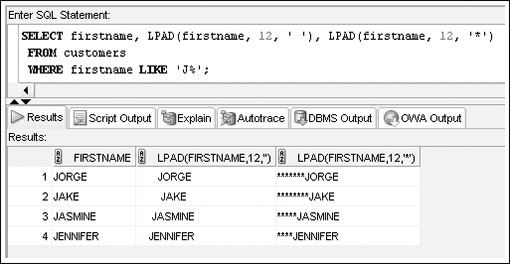 Enter SQL Statement:
SELECT firstname, LPAD(firstname, 12, ' '), LPAD(firstname, 12, '*')
FROM customers
WHERE firstname LIKE 'J%';
Results Script Output Explain Autotrace DBMS Output OWA Output
Results:
FIRSTNAME LPAD(FIRSTNAME,12,'') LPAD(FIRSTNAME,12,'*')
1 JORGE JORGE *******JORGE
2 JAKE JAKE ********JAKE
3 JASMINE JASMINE *****JASMINE
4 JENNIFER JENNIFER ****JENNIFER